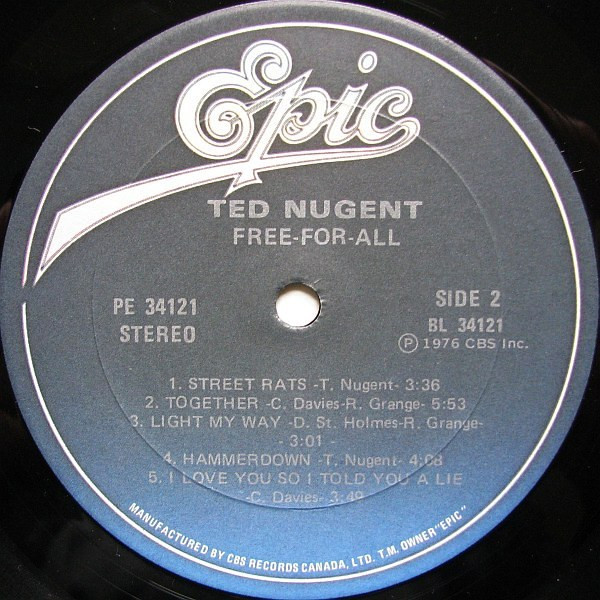 Epic
TED NUGENT
FREE-FOR-ALL
PE 34121
STEREO
SIDE 2
BL 34121
Ⓟ 1976 CBS Inc.
1. STREET RATS -T. Nugent- 3:36
2. TOGETHER -C. Davies-R. Grange- 5:53
3. LIGHT MY WAY -D. St. Holmes-R. Grange-
- 3:01 -
4. HAMMERDOWN -T. Nugent- 4:08
5. I LOVE YOU SO I TOLD YOU A LIE
-C. Davies- 3:49
MANUFACTURED BY CBS RECORDS CANADA, LTD. T.M. OWNER "EPIC"